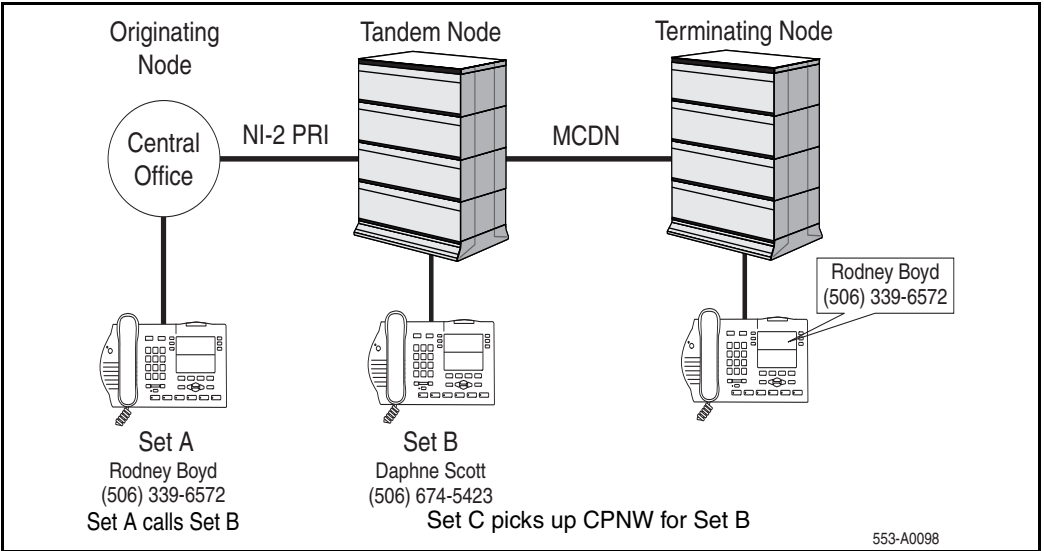 Originating
Node
Tandem Node
Terminating Node
Central
Office
NI-2 PRI
MCDN
Rodney Boyd
(506) 339-6572
Set A
Rodney Boyd
(506) 339-6572
Set A calls Set B
Set B
Daphne Scott
(506) 674-5423
Set C picks up CPNW for Set B
553-A0098